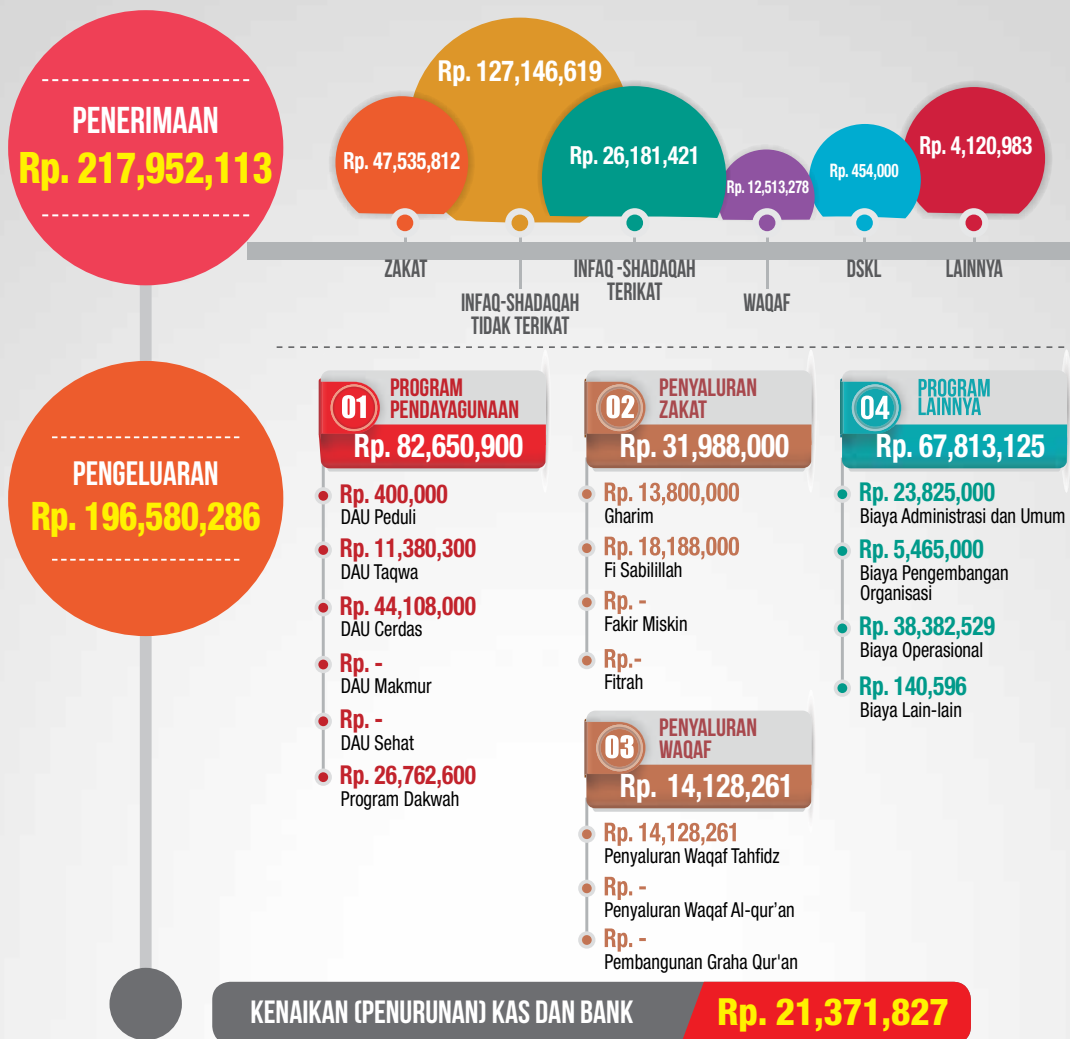 PENERIMAAN
Rp. 217,952,113
Rp. 47,535,812
ZAKAT
Rp. 127,146,619
INFAQ-SHADAQAH
TIDAK TERIKAT
Rp. 26,181,421
INFAQ -SHADAQAH
TERIKAT
Rp. 12,513,278
WAQAF
Rp. 454,000
DSKL
Rp. 4,120,983
LAINNYA
PENGELUARAN
Rp. 196,580,286
01
PROGRAM
PENDAYAGUNAAN
Rp. 82,650,900
Rp. 400,000
DAU Peduli
Rp. 11,380,300
DAU Taqwa
Rp. 44,108,000
DAU Cerdas
Rp. -
DAU Makmur
Rp. -
DAU Sehat
Rp. 26,762,600
Program Dakwah
02
PENYALURAN
ZAKAT
Rp. 31,988,000
Rp. 13,800,000
Gharim
Rp. 18,188,000
Fi Sabilillah
Rp. -
Fakir Miskin
Rp.-
Fitrah
03
PENYALURAN
WAQAF
Rp. 14,128,261
Rp. 14,128,261
Penyaluran Waqaf Tahfidz
Rp. -
Penyaluran Waqaf Al-qur’an
Rp. -
Pembangunan Graha Qur'an
04
PROGRAM
LAINNYA
Rp. 67,813,125
Rp. 23,825,000
Biaya Administrasi dan Umum
Rp. 5,465,000
Biaya Pengembangan
Organisasi
Rp. 38,382,529
Biaya Operasional
Rp. 140,596
Biaya Lain-lain
KENAIKAN (PENURUNAN) KAS DAN BANK
Rp. 21,371,827